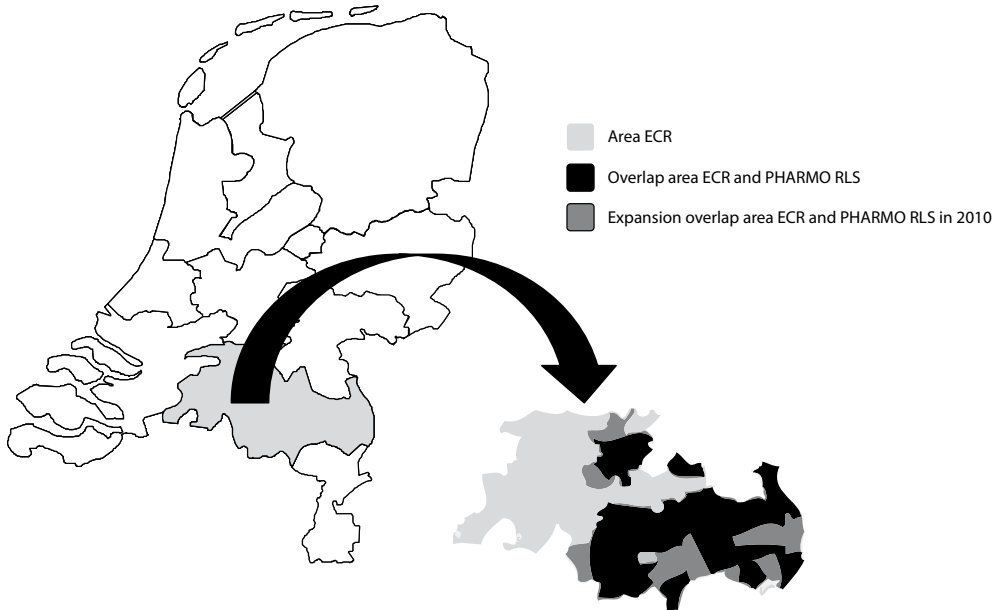 Area ECR
Overlap area ECR and PHARMO RLS
Expansion overlap area ECR and PHARMO RLS in 2010